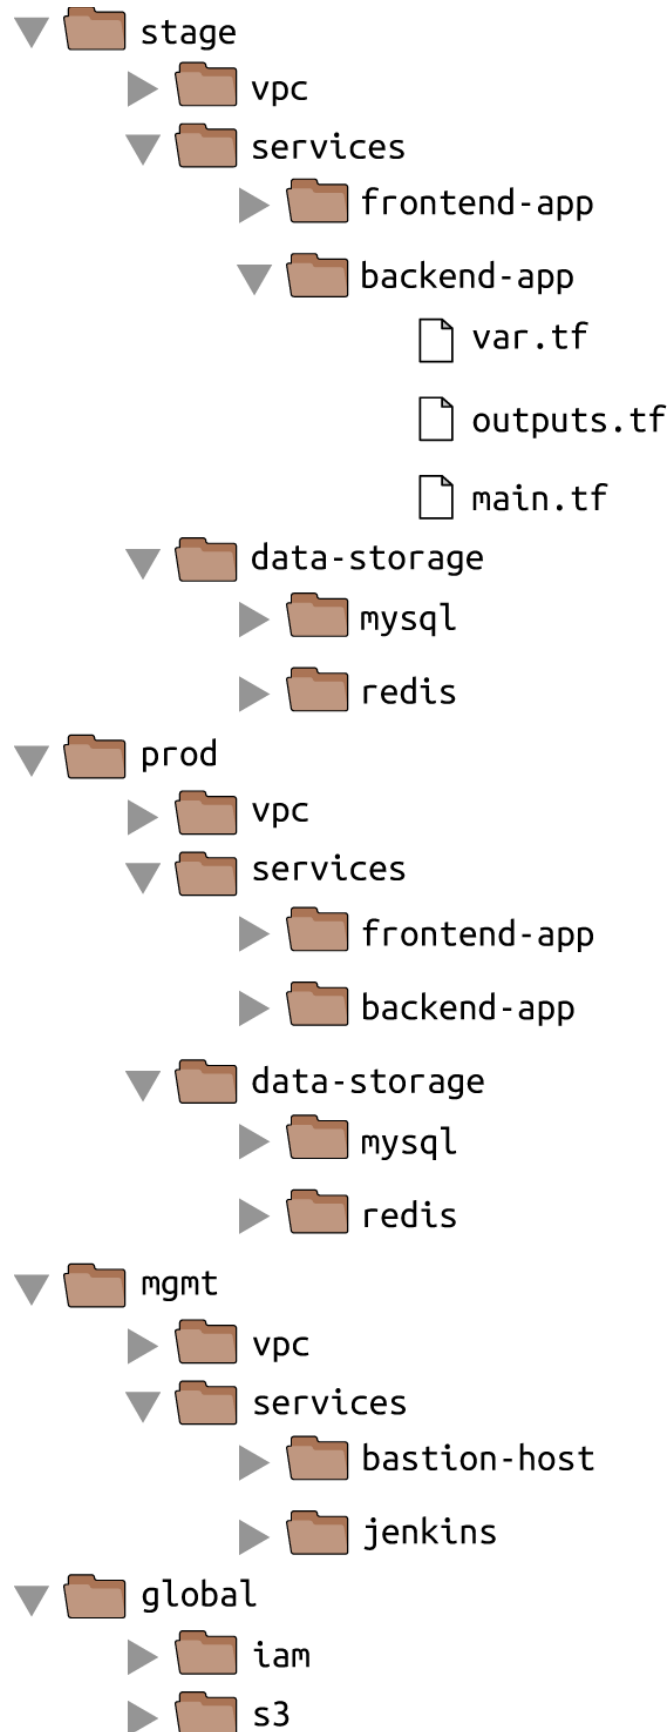 stage
vpc
services
frontend-app
backend-app
var.tf
outputs.tf
main.tf
data-storage
mysql
redis
prod
vpc
services
frontend-app
backend-app
data-storage
mysql
redis
mgmt
vpc
services
bastion-host
jenkins
global
iam
s3